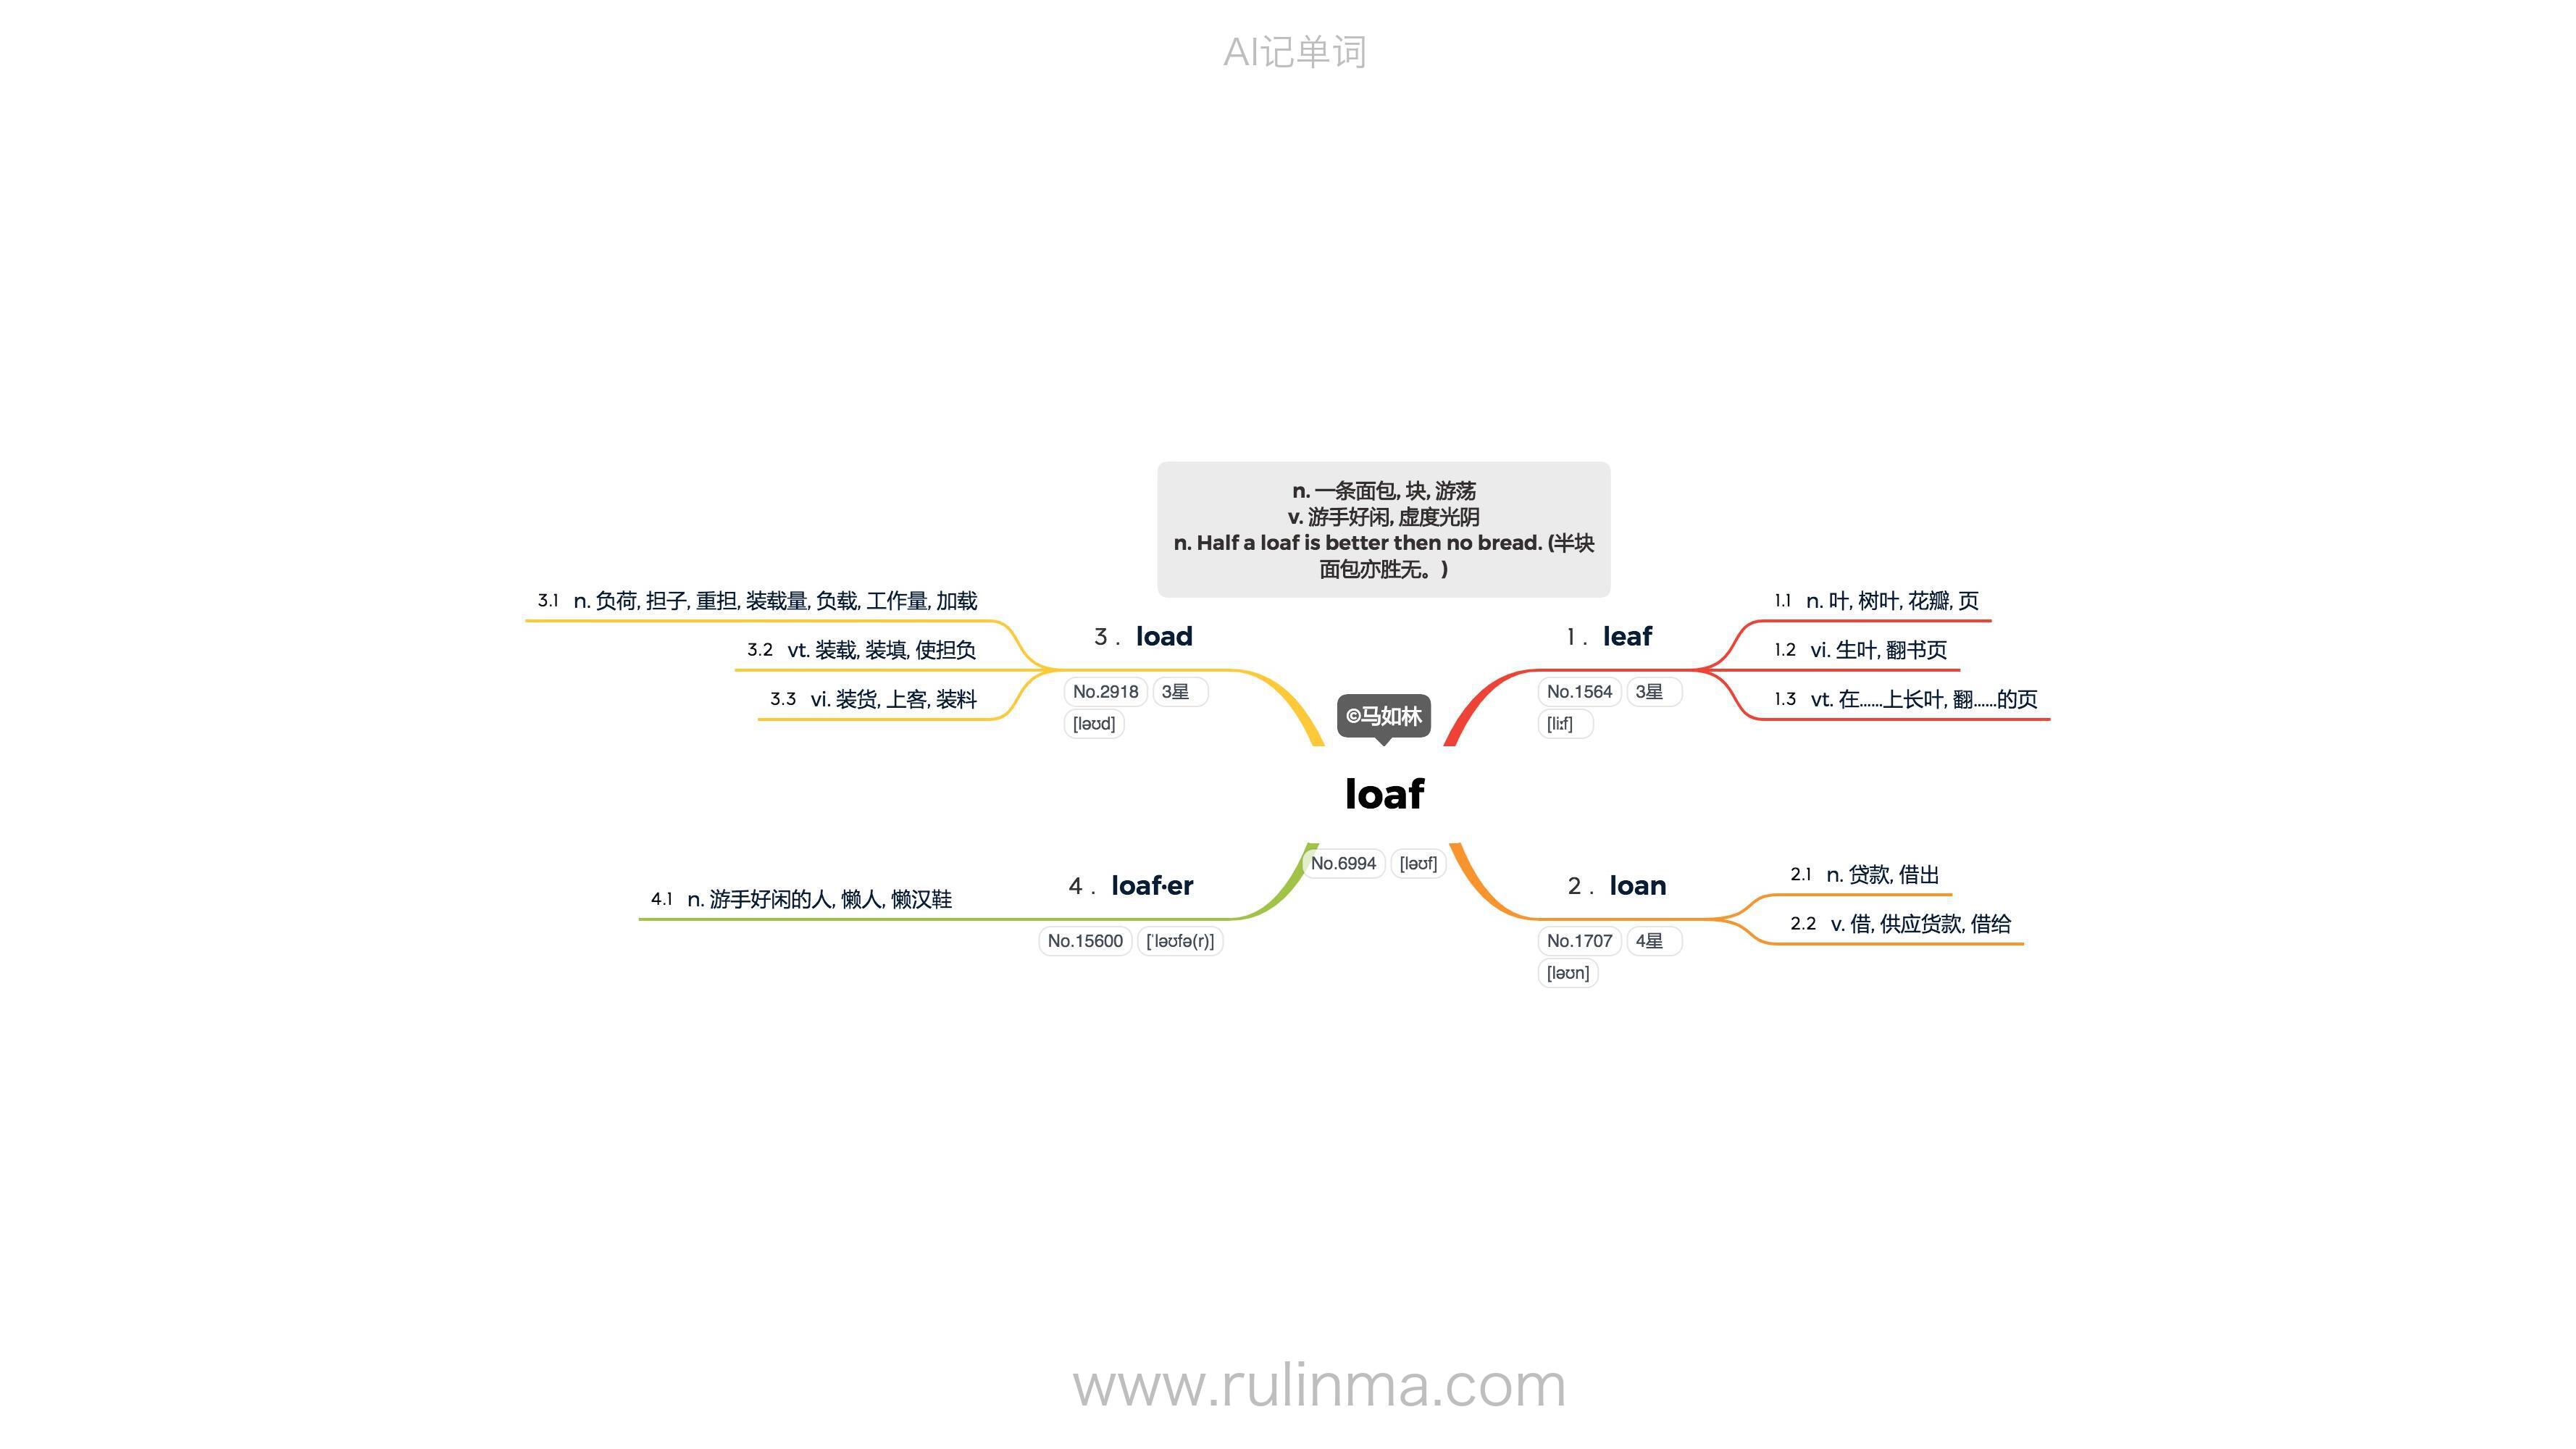 AI记单词
n. 一条面包, 块, 游荡
v. 游手好闲, 虚度光阴
n. Half a loaf is better then no bread. (半块
面包亦胜无。)
©马如林
loaf
No.6994 [ləʊf]
1 . leaf
No.1564 3星
[liːf]
1.1 n. 叶, 树叶, 花瓣, 页
1.2 vi. 生叶, 翻书页
1.3 vt. 在……上长叶, 翻……的页
2 . loan
No.1707 4星
[ləʊn]
2.1 n. 贷款, 借出
2.2 v. 借, 供应货款, 借给
3 . load
No.2918 3星
[ləʊd]
3.1 n. 负荷, 担子, 重担, 装载量, 负载, 工作量, 加载
3.2 vt. 装载, 装填, 使担负
3.3 vi. 装货, 上客, 装料
4 . loaf·er
No.15600 [ˈləʊfə(r)]
4.1 n. 游手好闲的人, 懒人, 懒汉鞋
www.rulinma.com